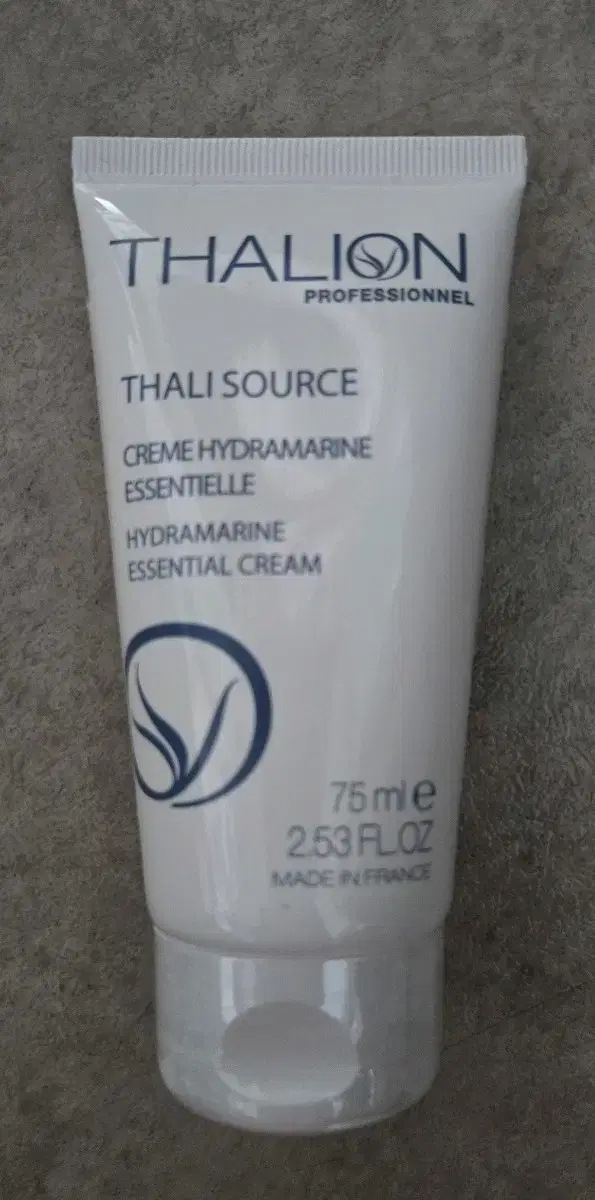 THALION
PROFESSIONNEL
THALI SOURCE
CREME HYDRAMARINE
ESSENTIELLE
HYDRAMARINE
ESSENTIAL CREAM
75 ml e
2.53 FL.OZ
MADE IN FRANCE